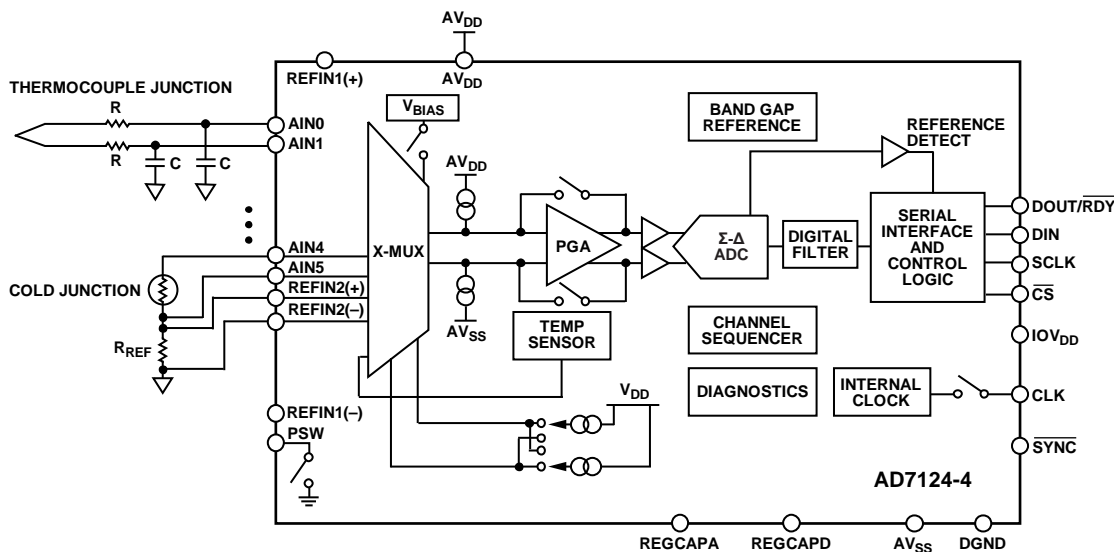 AVDD
REFIN1(+)
AVDD
THERMOCOUPLE JUNCTION
R
AIN0
VBIAS
BAND GAP
REFERENCE
REFERENCE
DETECT
AIN1
R
C
C
AVDD
DOUT/RDY
SERIAL
INTERFACE
AND
CONTROL
LOGIC
DIN
AIN4
X-MUX
PGA
Σ-Δ
ADC
DIGITAL
FILTER
SCLK
AIN5
COLD JUNCTION
REFIN2(+)
CS
REFIN2(–)
AVSS
TEMP
SENSOR
CHANNEL
SEQUENCER
IOVDD
RREF
VDD
DIAGNOSTICS
INTERNAL
CLOCK
CLK
REFIN1(–)
PSW
SYNC
AD7124-4
REGCAPA
REGCAPD
AVSS
DGND